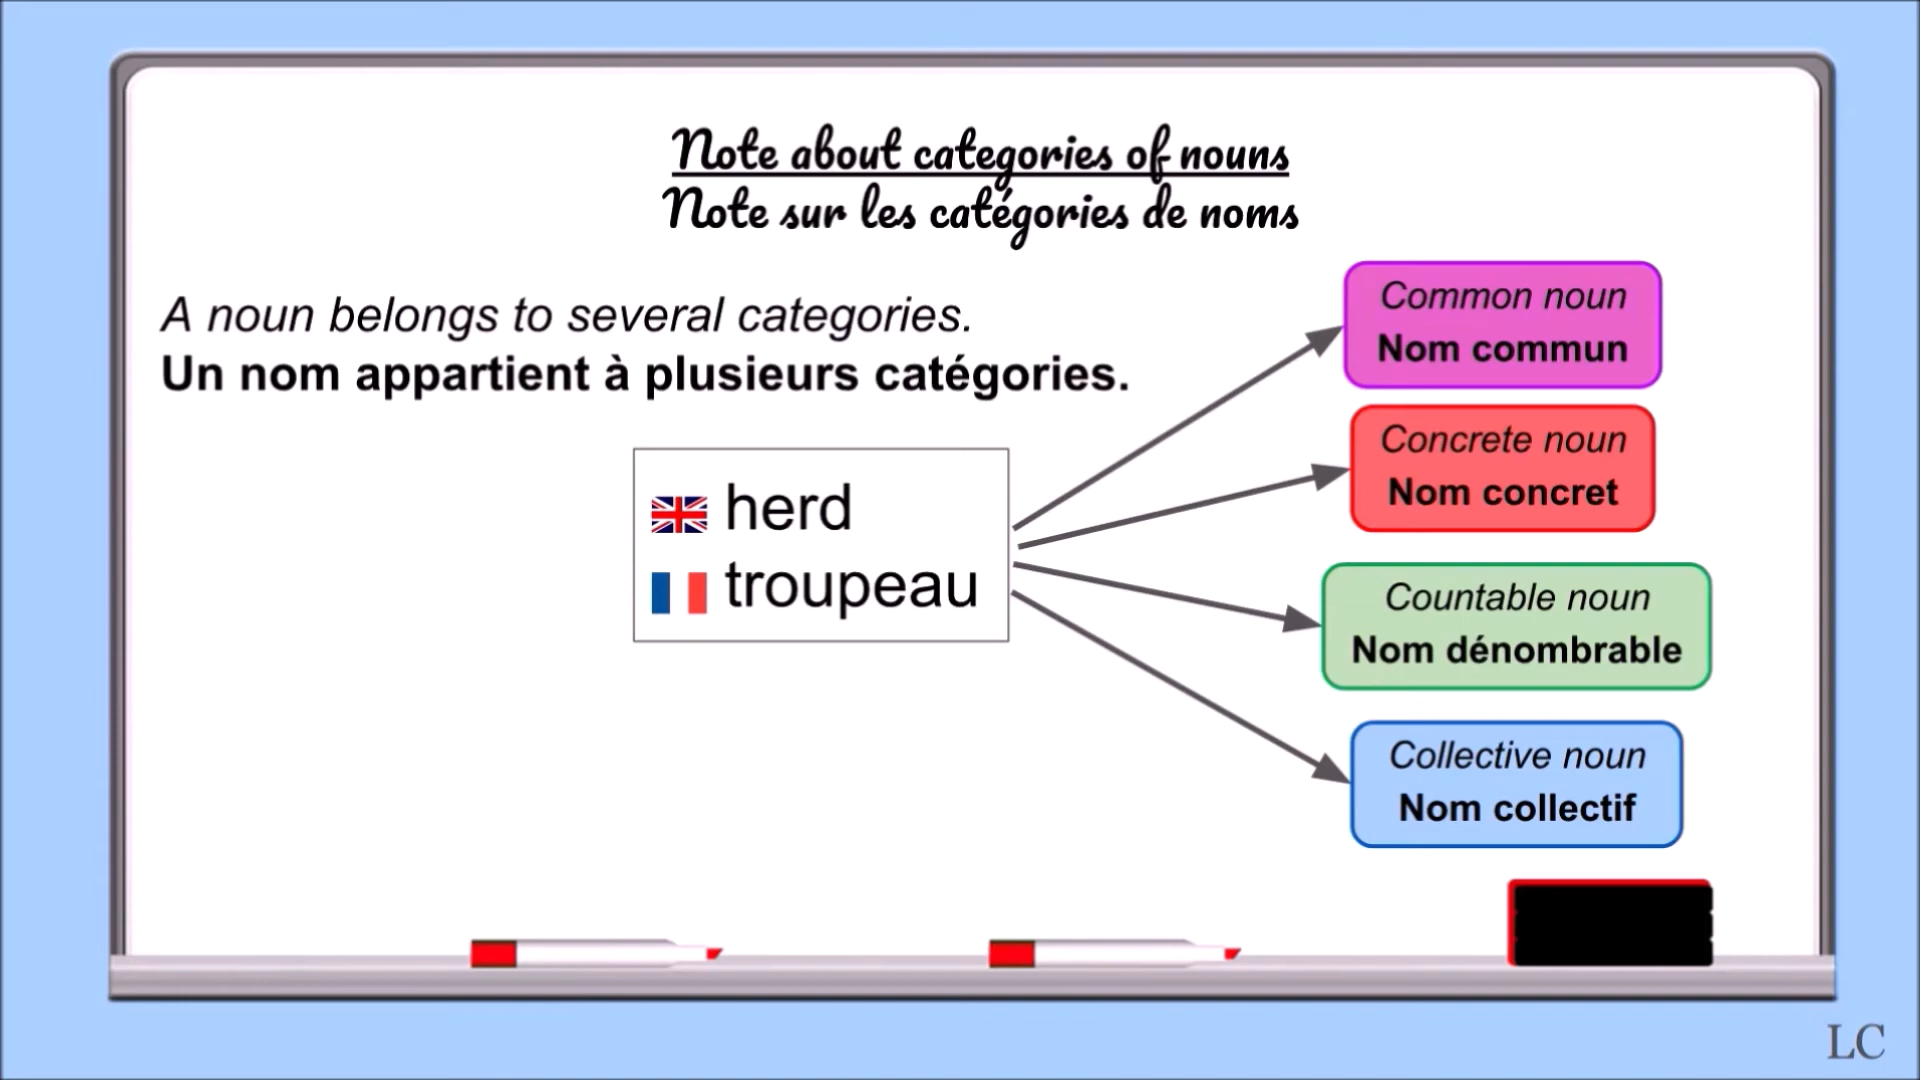 Note about categories of nouns
Note sur les catégories de noms
A noun belongs to several categories.
Un nom appartient à plusieurs catégories.
herd
troupeau
Common noun
Nom commun
Concrete noun
Nom concret
Countable noun
Nom dénombrable
Collective noun
Nom collectif
LC